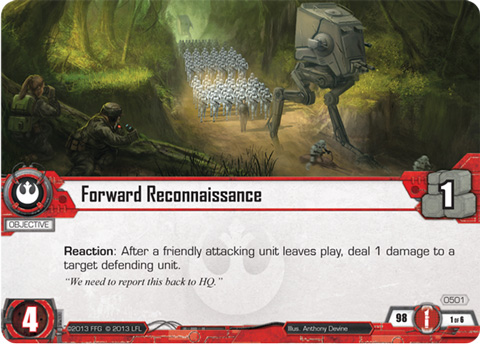 Forward Reconnaissance
1
OBJECTIVE
Reaction: After a friendly attacking unit leaves play, deal 1 damage to a
target defending unit.
“We need to report this back to HQ.”
0501
4
98
1 of 6
©2013 FFG © 2013 LFL
Illus. Anthony Devine